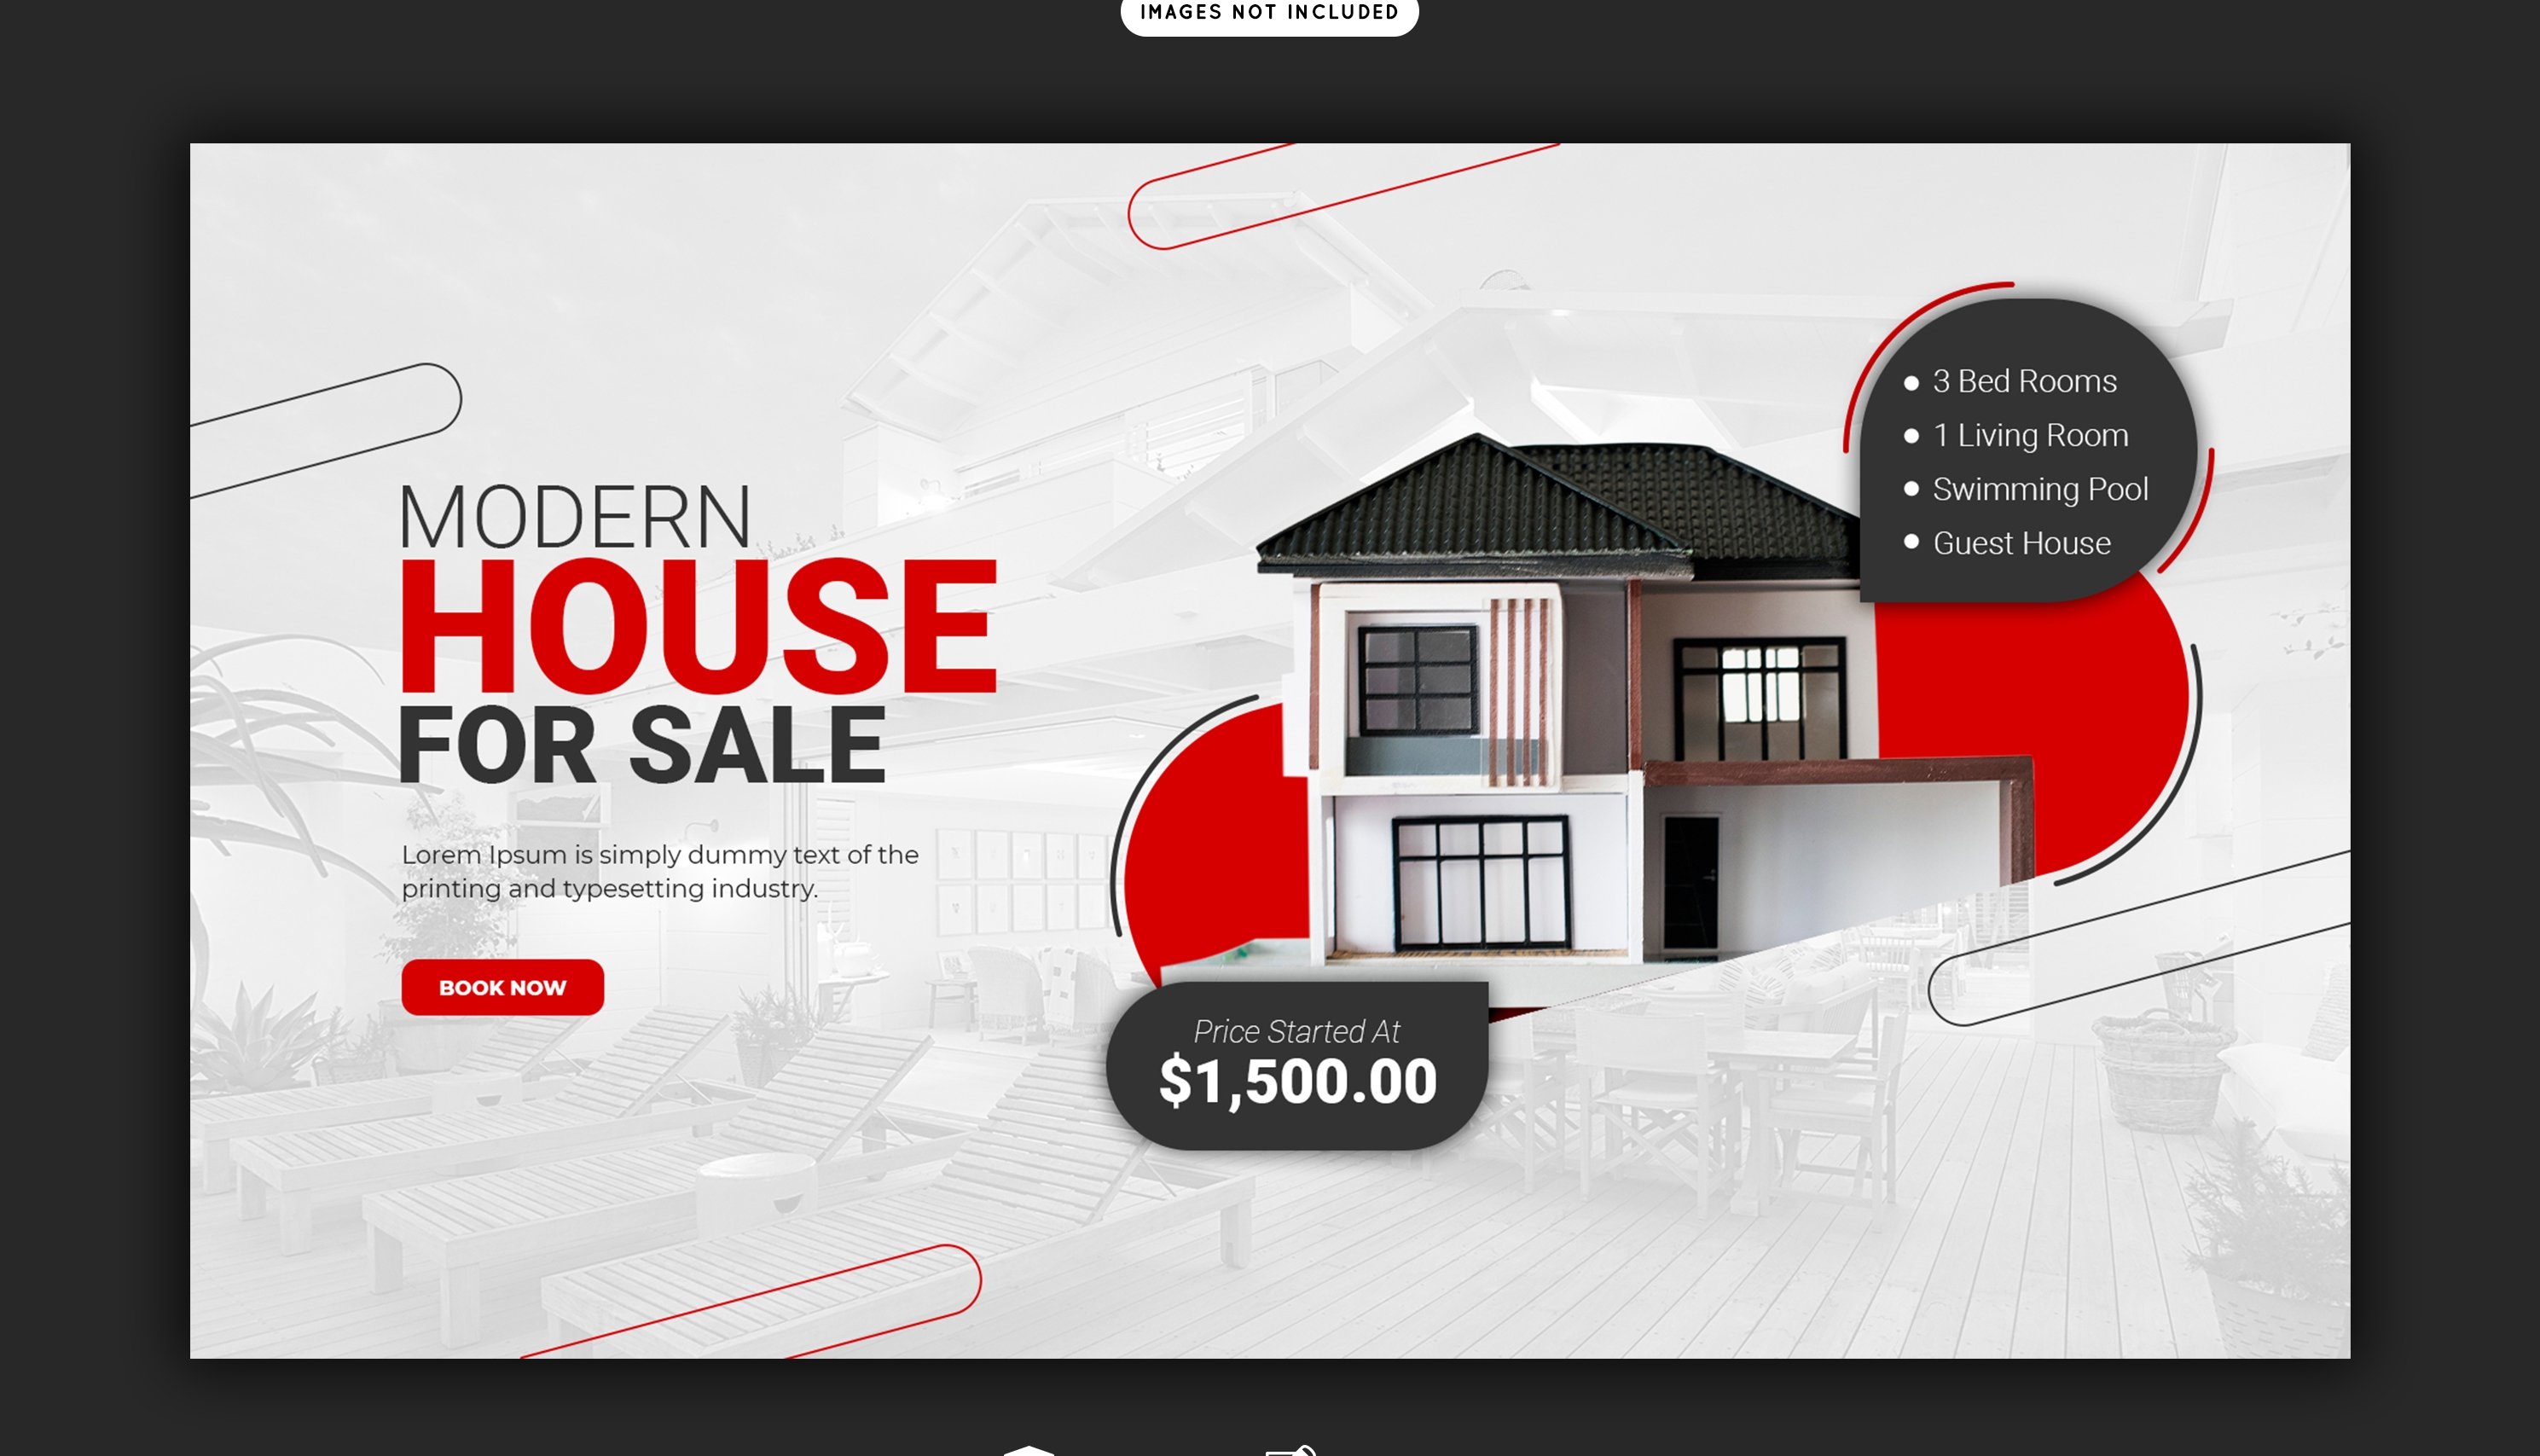 IMAGES NOT INCLUDED
MODERN
HOUSE
FOR SALE
Lorem Ipsum is simply dummy text of the
printing and typesetting industry.
BOOK NOW
3 Bed Rooms
1 Living Room
Swimming Pool
Guest House
Price Started At
$1,500.00